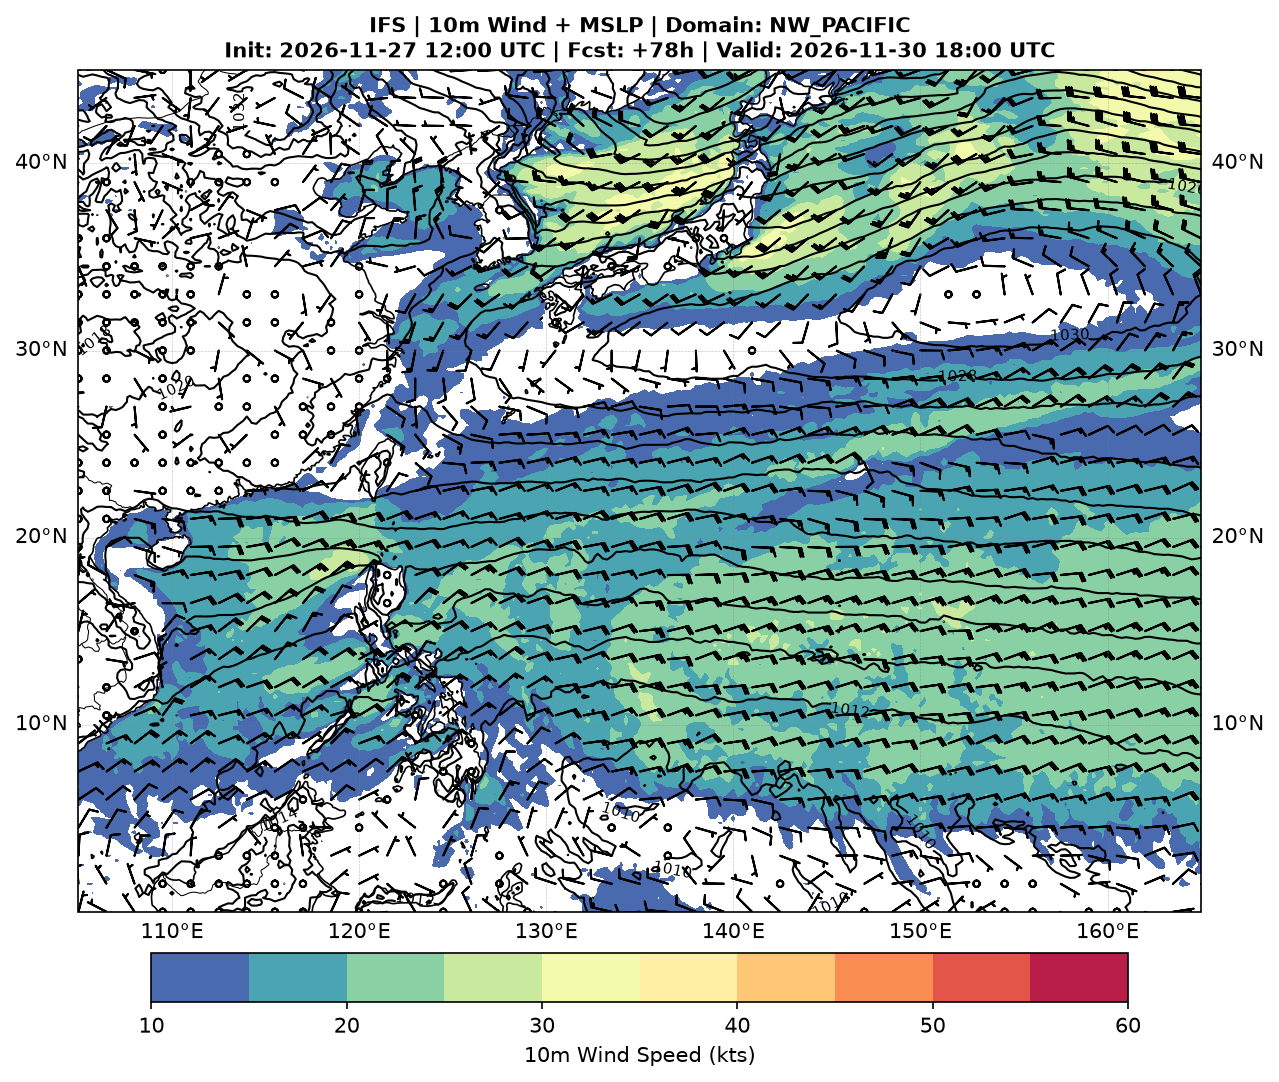 IFS | 10m Wind + MSLP | Domain: NW_PACIFIC
Init: 2026-11-27 12:00 UTC | Fcst: +78h | Valid: 2026-11-30 18:00 UTC
40°N
40°N
30°N
30°N
20°N
20°N
10°N
10°N
1030
1028
1020
1012
1010
1010
1010
110°E
120°E
130°E
140°E
150°E
160°E
10
20
30
40
50
60
10m Wind Speed (kts)